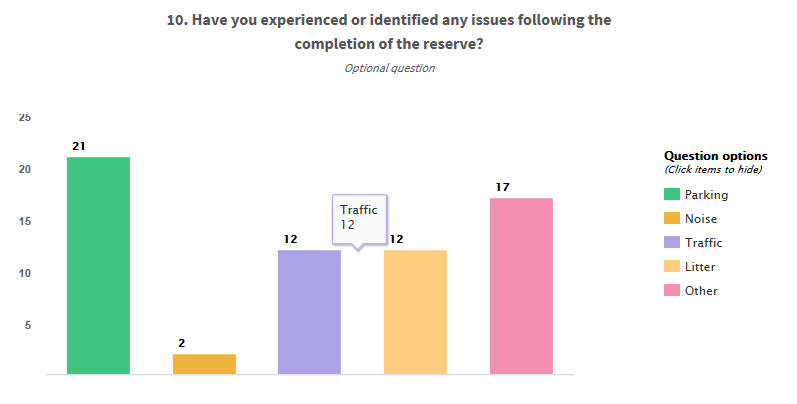 10. Have you experienced or identified any issues following the
completion of the reserve?
Optional question
25
20
15
10
5
21
2
12
Traffic
12
12
17
Question options
(Click items to hide)
Parking
Noise
Traffic
Litter
Other